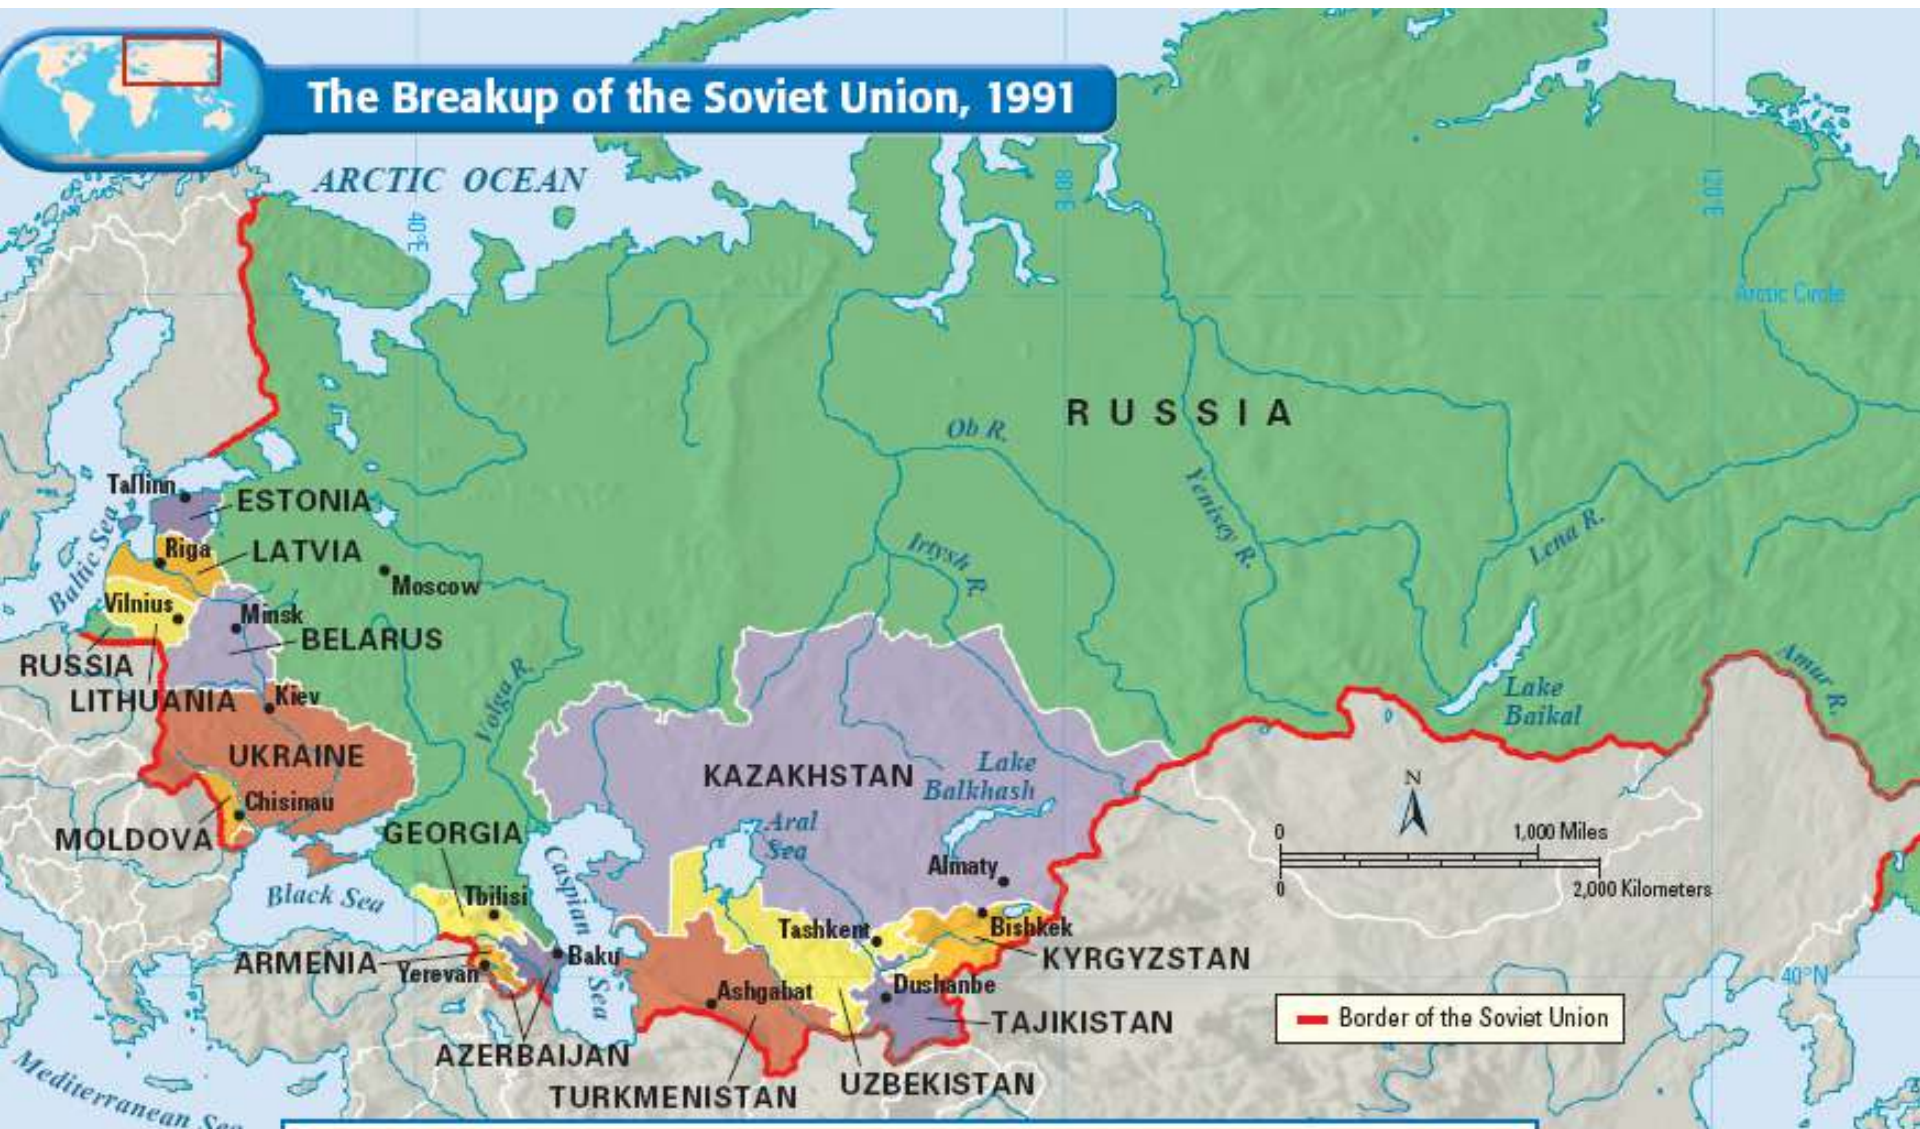 The Breakup of the Soviet Union, 1991
ARCTIC OCEAN
80°E
120°E
40°E
Arctic Circle
RUSSIA
Ob R.
Yenisey R.
Irtysh R.
Lena R.
Tallinn
ESTONIA
Baltic Sea
Riga
LATVIA
Moscow
Vilnius
Minsk
BELARUS
RUSSIA
LITHUANIA
Kiev
Volga R.
Amur R.
Lake
Baikal
UKRAINE
KAZAKHSTAN
Lake
Balkhash
Chisinau
MOLDOVA
GEORGIA
Aral
Sea
Almaty
N
0
1,000 Miles
0
2,000 Kilometers
Black Sea
Tbilisi
Caspian Sea
Tashkent
Bishkek
KYRGYZSTAN
ARMENIA
Yerevan
Baku
Ashgabat
Dushanbe
TAJIKISTAN
40°N
Border of the Soviet Union
AZERBAIJAN
TURKMENISTAN
UZBEKISTAN
Mediterranean Sea